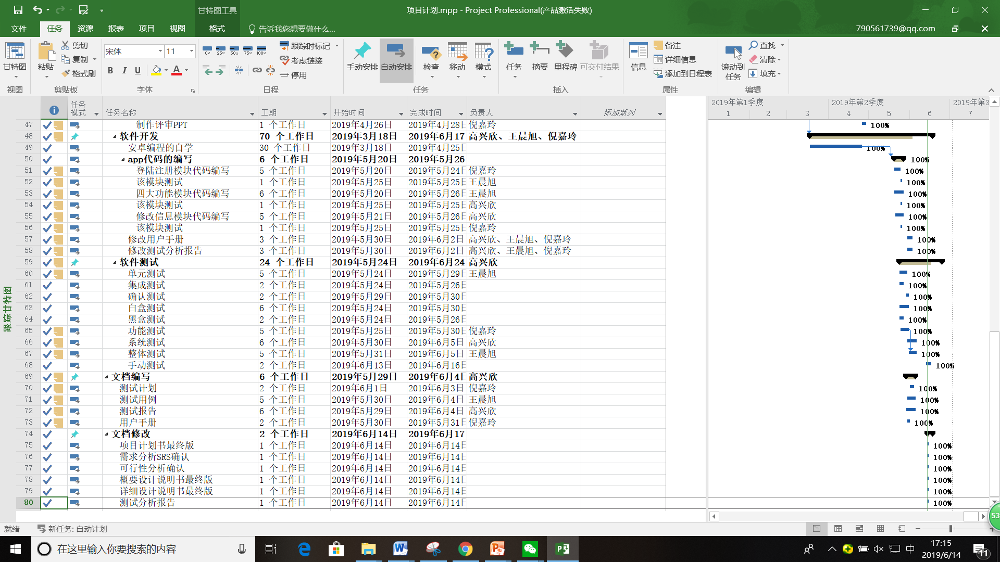 甘特图工具
项目计划.mpp - Project Professional(产品激活失败)
文件 任务 资源 报表 项目 视图 格式 告诉我您想要做什么... 790561739@qq.com
甘特图
视图
粘贴
剪切
复制
格式刷
剪贴板
宋体 11
B I U A
字体
0% 25% 50% 75% 100%
跟踪时标记
考虑链接
停用
日程
手动安排 自动安排 检查 移动 模式
任务
任务 摘要 里程碑 可交付结果
插入
信息
备注
详细信息
添加到日程表
属性
滚动到任务
查找
清除
填充
编辑
任务模式 任务名称 工期 开始时间 完成时间 负责人 添加新列
2019年第1季度 2019年第2季度 2019年第3
1 2 3 4 5 6 7
47 制作评审PPT 1 个工作日 2019年4月26日 2019年4月28日 倪嘉玲 100%
48 软件开发 70 个工作日 2019年3月18日 2019年6月17 高兴欣、王晨旭、倪嘉玲
49 安卓编程的自学 30 个工作日 2019年3月18日 2019年4月25日 100%
50 app代码的编写 6 个工作日 2019年5月20日 2019年5月26 100%
51 登陆注册模块代码编写 5 个工作日 2019年5月20日 2019年5月24日 倪嘉玲 100%
52 该模块测试 1 个工作日 2019年5月25日 2019年5月25日 王晨旭 100%
53 四大功能模块代码编写 6 个工作日 2019年5月20日 2019年5月26日 王晨旭 100%
54 该模块测试 1 个工作日 2019年5月25日 2019年5月25日 高兴欣 100%
55 修改信息模块代码编写 5 个工作日 2019年5月21日 2019年5月26日 高兴欣 100%
56 该模块测试 1 个工作日 2019年5月25日 2019年5月25日 倪嘉玲 100%
57 修改用户手册 3 个工作日 2019年5月30日 2019年6月2日 高兴欣、王晨旭、倪嘉玲 100%
58 修改测试分析报告 3 个工作日 2019年5月30日 2019年6月2日 高兴欣、王晨旭、倪嘉玲 100%
59 软件测试 24 个工作日 2019年5月24日 2019年6月24 高兴欣
60 单元测试 5 个工作日 2019年5月24日 2019年5月29日 王晨旭 100%
61 集成测试 2 个工作日 2019年5月24日 2019年5月26日 100%
62 确认测试 2 个工作日 2019年5月29日 2019年5月30日 100%
63 白盒测试 6 个工作日 2019年5月24日 2019年5月30日 100%
64 黑盒测试 2 个工作日 2019年5月24日 2019年5月26日 100%
65 功能测试 5 个工作日 2019年5月25日 2019年5月30日 倪嘉玲 100%
66 系统测试 6 个工作日 2019年5月30日 2019年6月5日 高兴欣 100%
67 整体测试 5 个工作日 2019年5月31日 2019年6月5日 王晨旭 100%
68 手动测试 2 个工作日 2019年6月13日 2019年6月16日 100%
69 文档编写 6 个工作日 2019年5月29日 2019年6月4日 高兴欣
70 测试计划 2 个工作日 2019年6月1日 2019年6月3日 倪嘉玲 100%
71 测试用例 5 个工作日 2019年5月30日 2019年6月4日 王晨旭 100%
72 测试报告 6 个工作日 2019年5月29日 2019年6月4日 高兴欣 100%
73 用户手册 2 个工作日 2019年5月30日 2019年5月31日 倪嘉玲 100%
74 文档修改 2 个工作日 2019年6月14日 2019年6月17
75 项目计划书最终版 1 个工作日 2019年6月14日 2019年6月14日 100%
76 需求分析SRS确认 1 个工作日 2019年6月14日 2019年6月14日 100%
77 可行性分析确认 1 个工作日 2019年6月14日 2019年6月14日 100%
78 概要设计说明书最终版 1 个工作日 2019年6月14日 2019年6月14日 100%
79 详细设计说明书最终版 1 个工作日 2019年6月14日 2019年6月14日 100%
80 测试分析报告 1 个工作日 2019年6月14日 2019年6月14日 100%
跟踪甘特图
53
就绪 新任务: 自动计划
在这里输入你要搜索的内容
中
17:15
2019/6/14
11